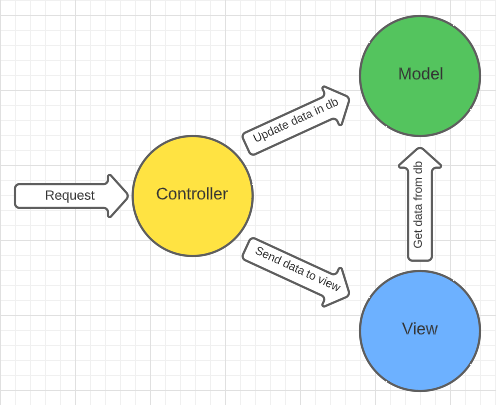 Model
Update data in db
Request
Controller
Get data from db
Send data to view
View